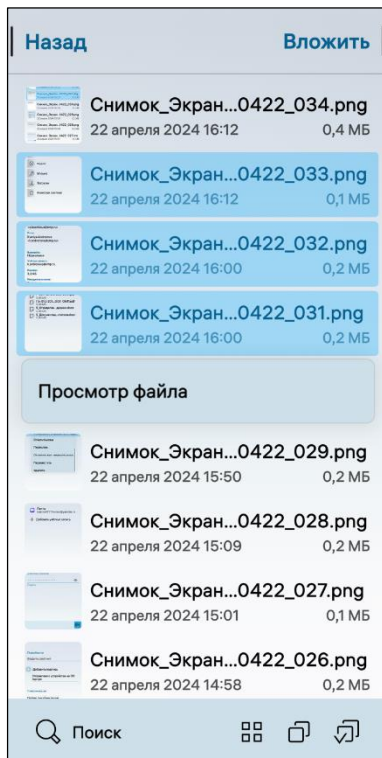 Назад Вложить
Снимок_Экран...0422_034.png
22 апреля 2024 16:12 0,4 МБ
Снимок_Экран...0422_033.png
22 апреля 2024 16:12 0,1 МБ
Снимок_Экран...0422_032.png
22 апреля 2024 16:00 0,2 МБ
Снимок_Экран...0422_031.png
22 апреля 2024 16:00 0,2 МБ
Просмотр файла
Снимок_Экран...0422_029.png
22 апреля 2024 15:50 0,2 МБ
Снимок_Экран...0422_028.png
22 апреля 2024 15:09 0,2 МБ
Снимок_Экран...0422_027.png
22 апреля 2024 15:01 0,1 МБ
Снимок_Экран...0422_026.png
22 апреля 2024 14:58 0,2 МБ
Поиск